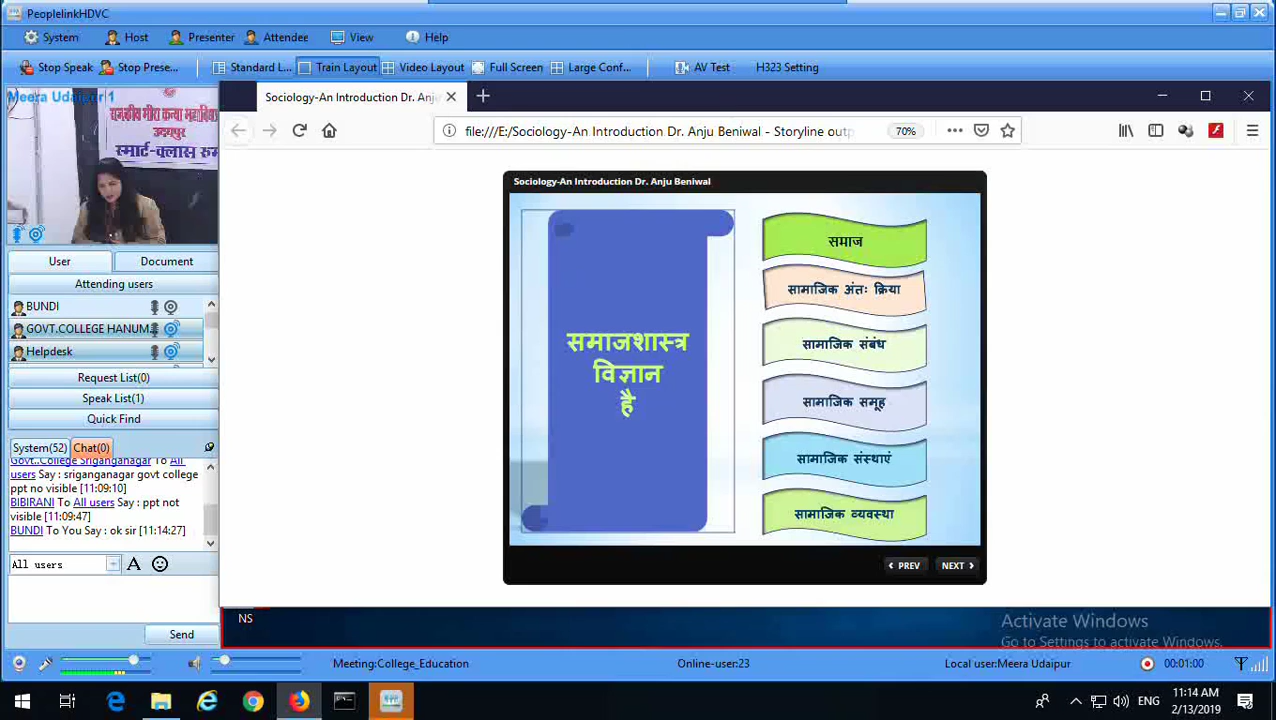 PeoplelinkHDVC
System Host Presenter Attendee View Help
Stop Speak Stop Prese... Standard L... Train Layout Video Layout Full Screen Large Conf... AV Test H323 Setting
Meera Udaipur 1
राजकीय मीरा कन्या महाविद्य
उदयपुर
स्मार्ट-क्लास रूम
User Document
Attending users
BUNDI
GOVT.COLLEGE HANUM...
Helpdesk
Request List(0)
Speak List(1)
Quick Find
System(52) Chat(0)
Govt..College Sriganganagar To All
users Say : sriganganagar govt college
ppt no visible [11:09:10]
BIBIRANI To All users Say : ppt not
visible [11:09:47]
BUNDI To You Say : ok sir [11:14:27]
All users
Send
Sociology-An Introduction Dr. Anju
file:///E:/Sociology-An Introduction Dr. Anju Beniwal - Storyline outp 70%
Sociology-An Introduction Dr. Anju Beniwal
समाजशास्त्र
विज्ञान
है
समाज
सामाजिक अंतः क्रिया
सामाजिक संबंध
सामाजिक समूह
सामाजिक संस्थाएं
सामाजिक व्यवस्था
PREV NEXT
NS
Activate Windows
Go to Settings to activate Windows.
Meeting:College_Education Online-user:23 Local user:Meera Udaipur 00:01:00
ENG
11:14 AM
2/13/2019